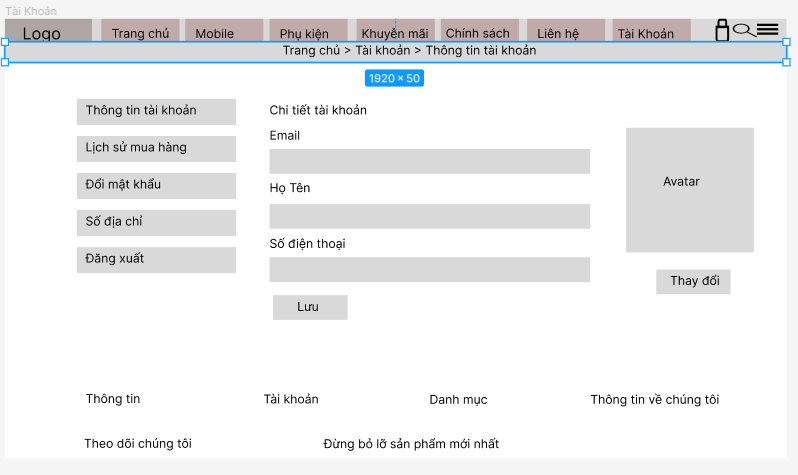 Tài Khoản
Logo Trang chủ Mobile Phụ kiện Khuyến mãi Chính sách Liên hệ Tài Khoản
Trang chủ > Tài khoản > Thông tin tài khoản
1920 × 50
Thông tin tài khoản
Lịch sử mua hàng
Đổi mật khẩu
Số địa chỉ
Đăng xuất
Chi tiết tài khoản
Email
Họ Tên
Số điện thoại
Lưu
Avatar
Thay đổi
Thông tin Tài khoản Danh mục Thông tin về chúng tôi
Theo dõi chúng tôi Đừng bỏ lỡ sản phẩm mới nhất